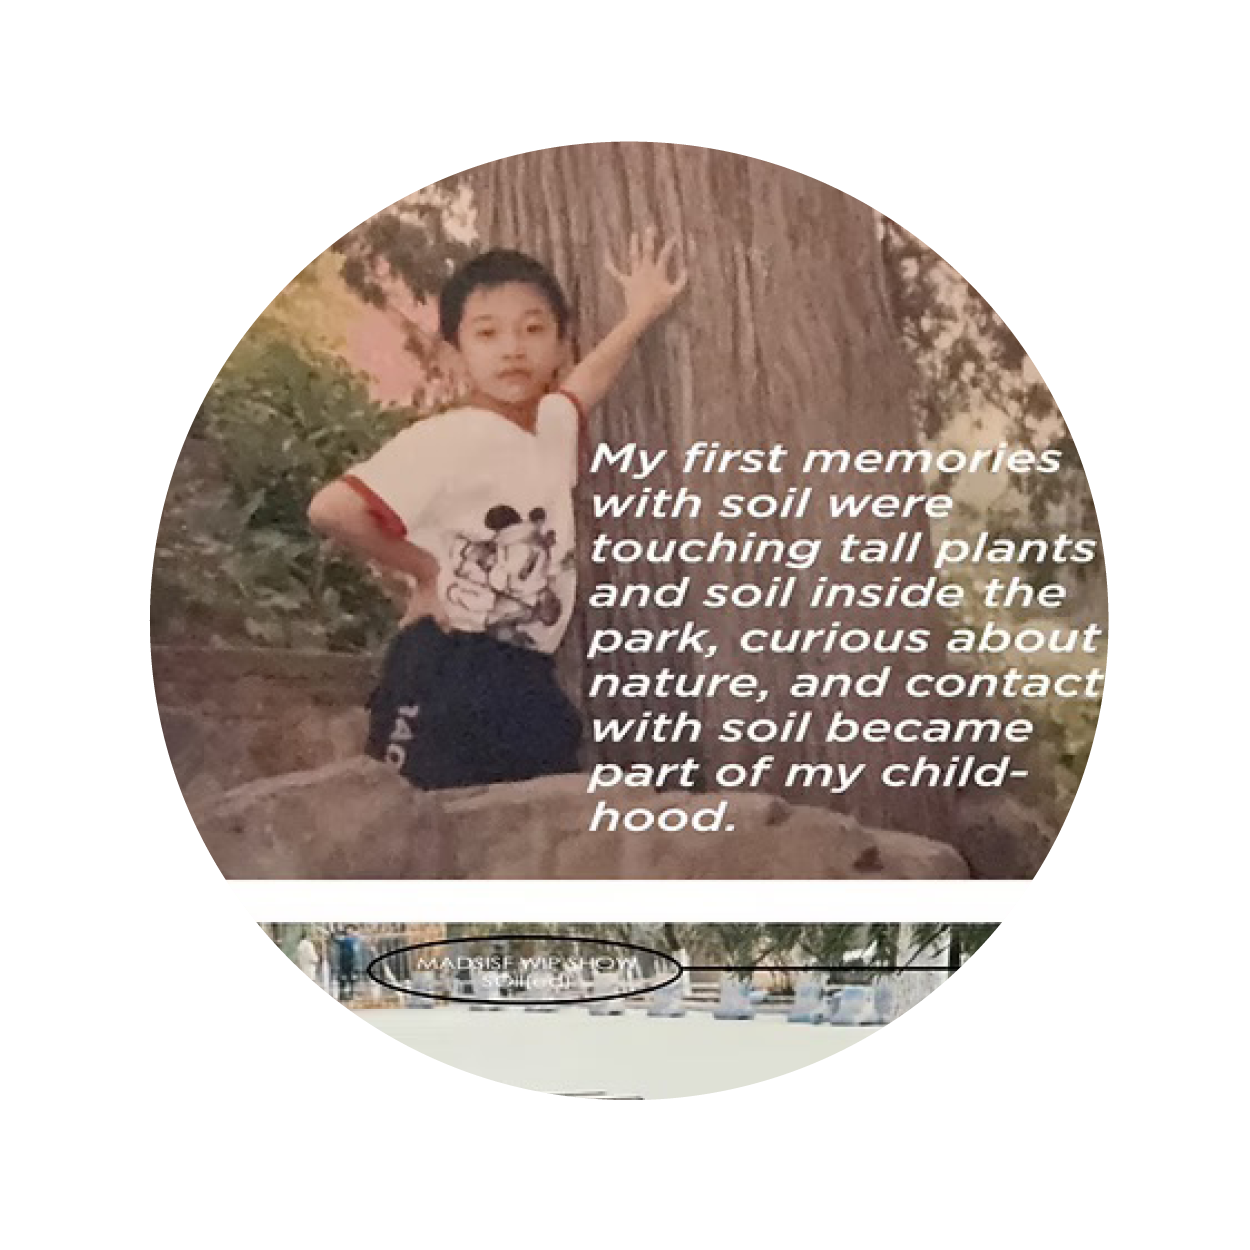 My first memories
with soil were
touching tall plants
and soil inside the
park, curious about
nature, and contact
with soil became
part of my child-
hood.
MADSISF WIP SHOW